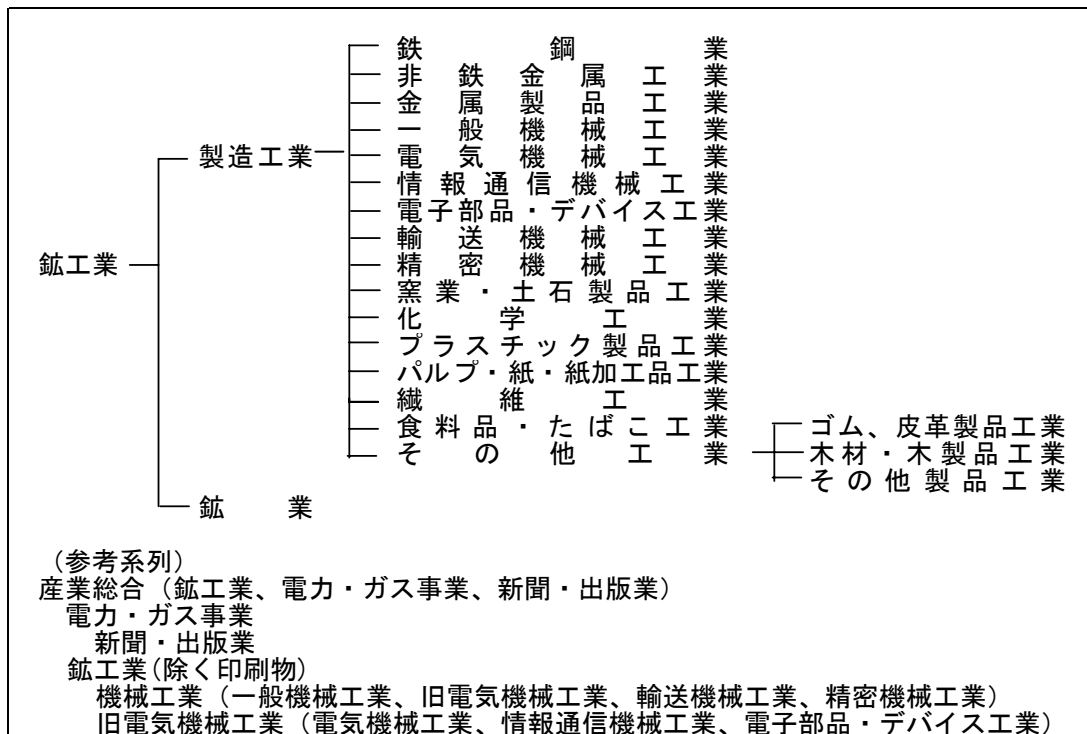 鉄鋼業
非鉄金属工業
金属製品工業
一般機械工業
製造工業 電気機械工業
情報通信機械工業
電子部品・デバイス工業
輸送機械工業
鉱工業 精密機械工業
窯業・土石製品工業
化学工業
プラスチック製品工業
パルプ・紙・紙加工品工業
繊維工業
食料品・たばこ工業 ゴム、皮革製品工業
その他工業 木材・木製品工業
その他製品工業
鉱業
（参考系列）
産業総合（鉱工業、電力・ガス事業、新聞・出版業）
電力・ガス事業
新聞・出版業
鉱工業(除く印刷物)
機械工業（一般機械工業、旧電気機械工業、輸送機械工業、精密機械工業）
旧電気機械工業（電気機械工業、情報通信機械工業、電子部品・デバイス工業）